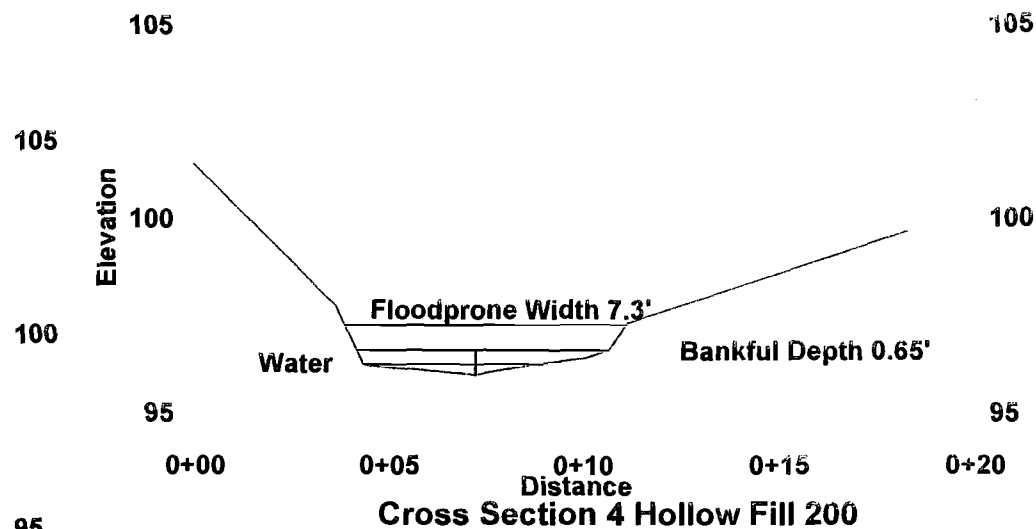 105 105
105
Elevation
100 100
Floodprone Width 7.3'
100
Water
Bankful Depth 0.65'
95 95
0+00 0+05 0+10 0+15 0+20
Distance
Cross Section 4 Hollow Fill 200
95